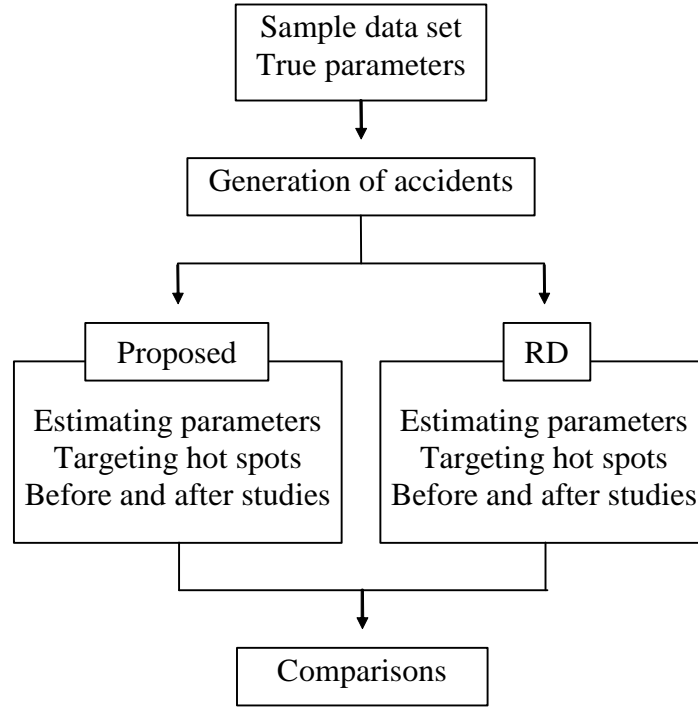 Sample data set
True parameters
Generation of accidents
Proposed
Estimating parameters
Targeting hot spots
Before and after studies
RD
Estimating parameters
Targeting hot spots
Before and after studies
Comparisons